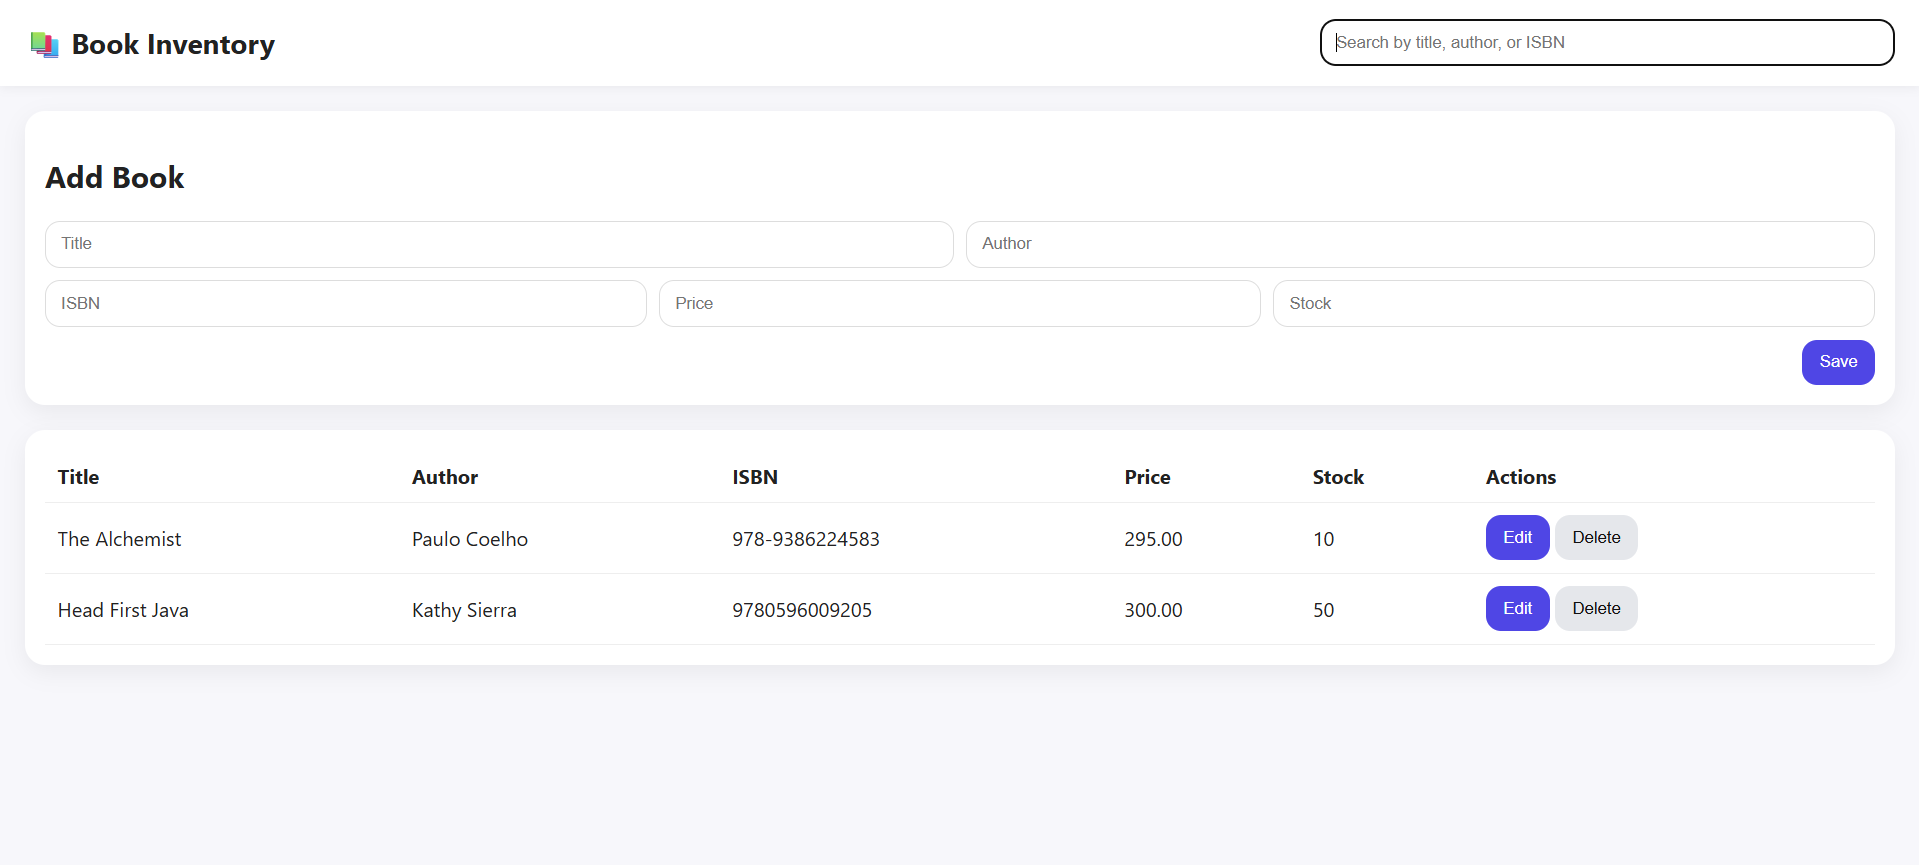 Book Inventory
Search by title, author, or ISBN
Add Book
Title Author
ISBN Price Stock
Save
Title Author ISBN Price Stock Actions
The Alchemist Paulo Coelho 978-9386224583 295.00 10 Edit Delete
Head First Java Kathy Sierra 9780596009205 300.00 50 Edit Delete